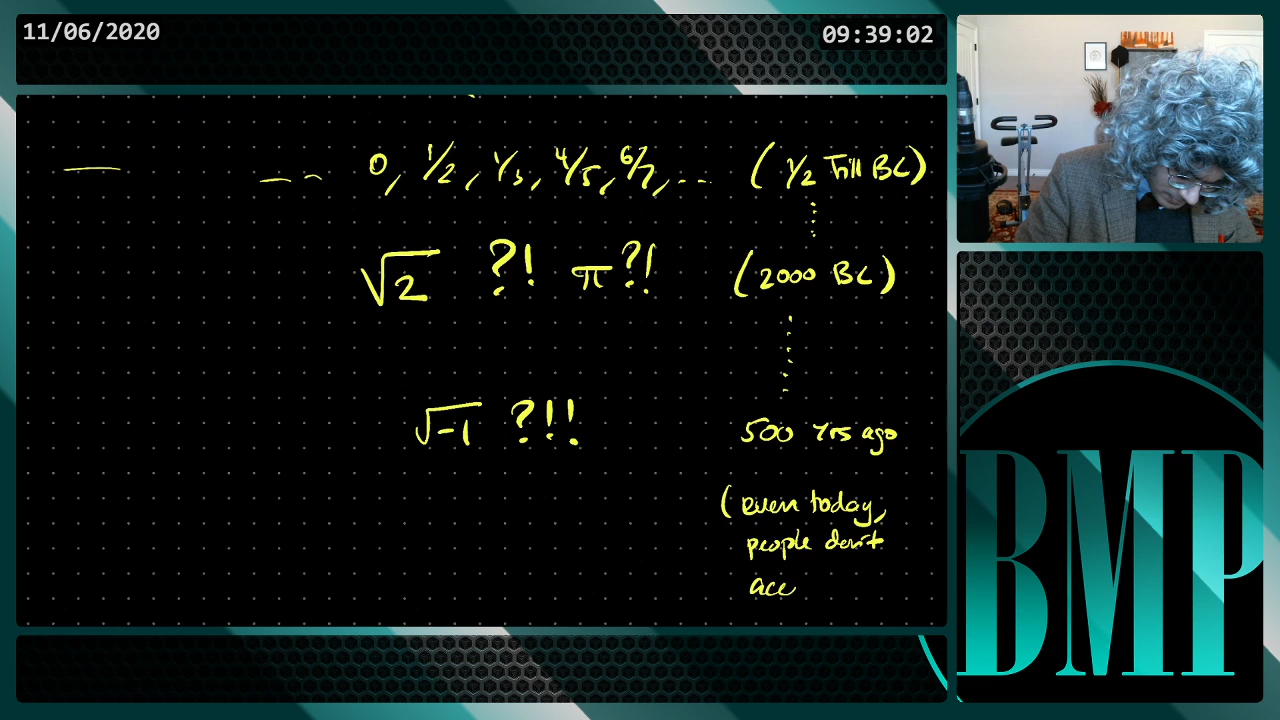 11/06/2020
09:39:02
0, 1/2, 1/3, 4/5, 6/7, ... (1/2 Trill BC)
√2 ?! π?! (2000 BC)
√-1 ?!! 500 Yrs ago
(even today,
people don't
acc
BMP